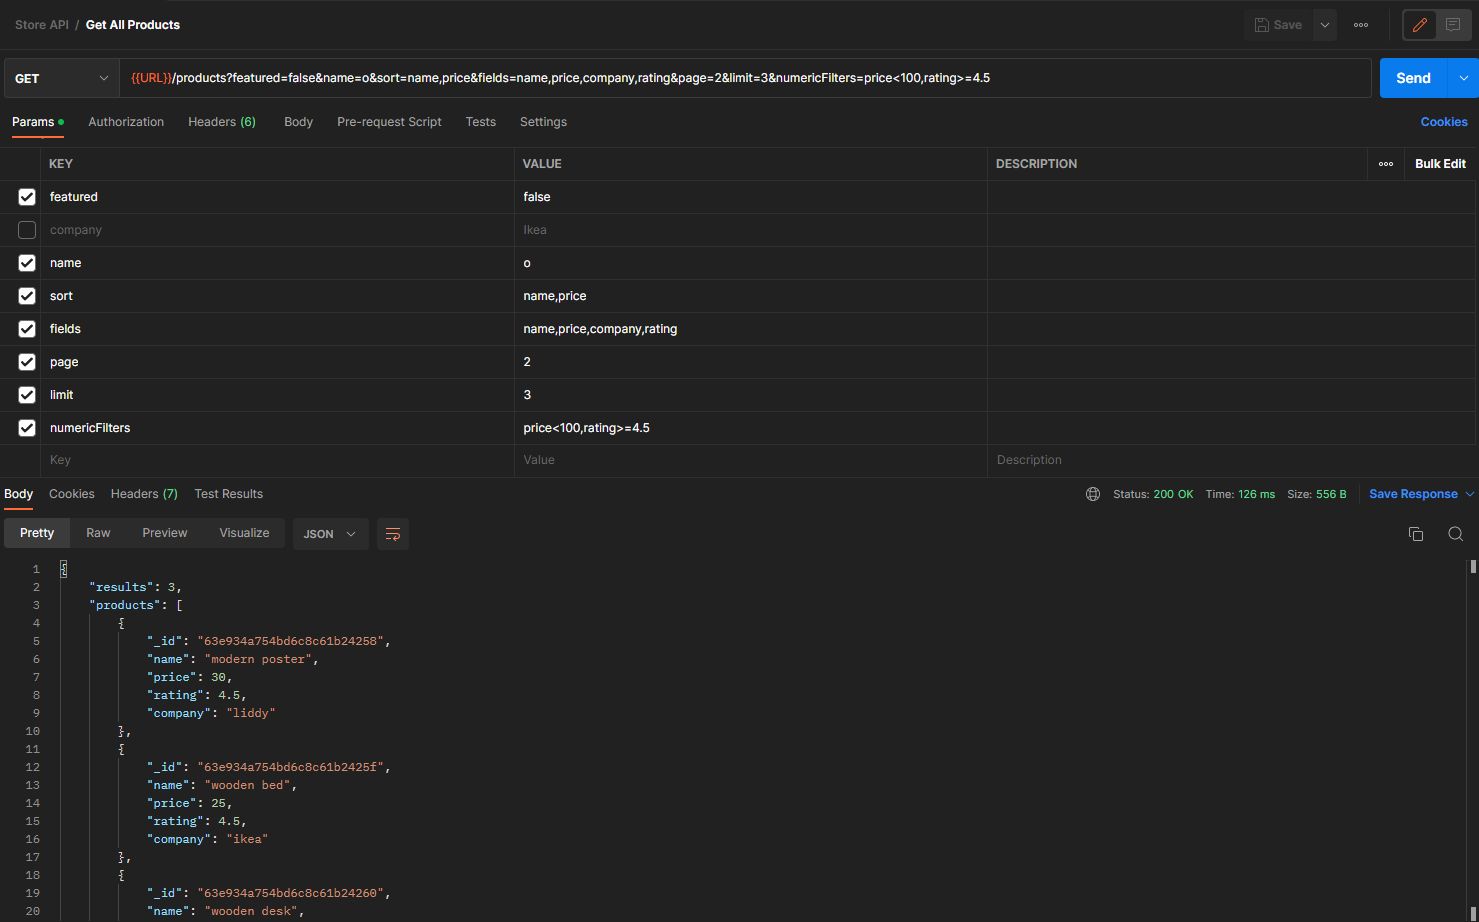 Store API / Get All Products
Save
GET
{{URL}}/products?featured=false&name=o&sort=name,price&fields=name,price,company,rating&page=2&limit=3&numericFilters=price<100,rating>=4.5
Send
Params Authorization Headers (6) Body Pre-request Script Tests Settings Cookies
KEY VALUE DESCRIPTION Bulk Edit
featured false
company Ikea
name o
sort name,price
fields name,price,company,rating
page 2
limit 3
numericFilters price<100,rating>=4.5
Key Value Description
Body Cookies Headers (7) Test Results Status: 200 OK Time: 126 ms Size: 556 B Save Response
Pretty Raw Preview Visualize JSON
1 {
2 "results": 3,
3 "products": [
4 {
5 "_id": "63e934a754bd6c8c61b24258",
6 "name": "modern poster",
7 "price": 30,
8 "rating": 4.5,
9 "company": "liddy"
10 },
11 {
12 "_id": "63e934a754bd6c8c61b2425f",
13 "name": "wooden bed",
14 "price": 25,
15 "rating": 4.5,
16 "company": "ikea"
17 },
18 {
19 "_id": "63e934a754bd6c8c61b24260",
20 "name": "wooden desk",